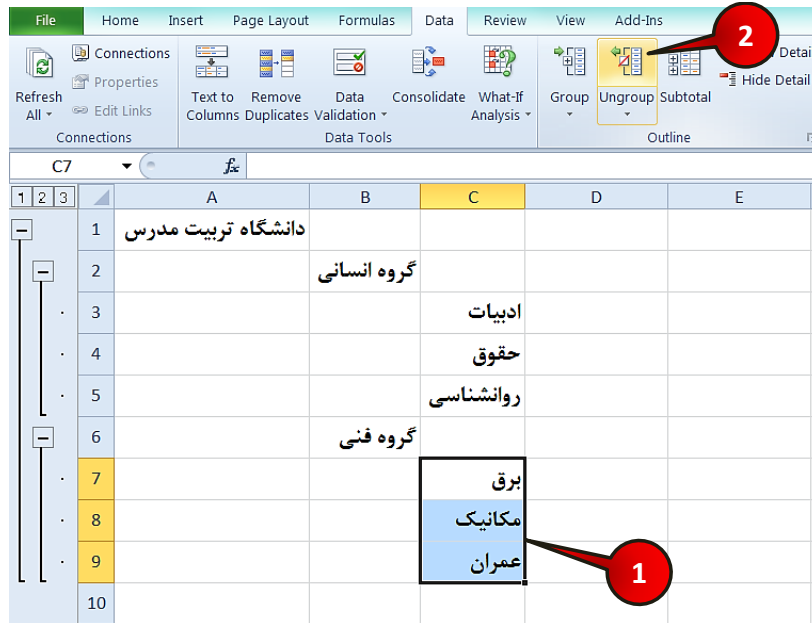 File Home Insert Page Layout Formulas Data Review View Add-Ins
Connections
Properties
Edit Links
Refresh
All
Connections
Text to
Columns
Remove
Duplicates
Data
Validation
Consolidate
What-If
Analysis
Data Tools
Group
Ungroup
Subtotal
Hide Detail
Outline
2
C7 fx
1 2 3
A B C D E
1 دانشگاه تربیت مدرس
2 گروه انسانی
3 ادبیات
4 حقوق
5 روانشناسی
6 گروه فنی
7 برق
8 مکانیک
9 عمران
10
1